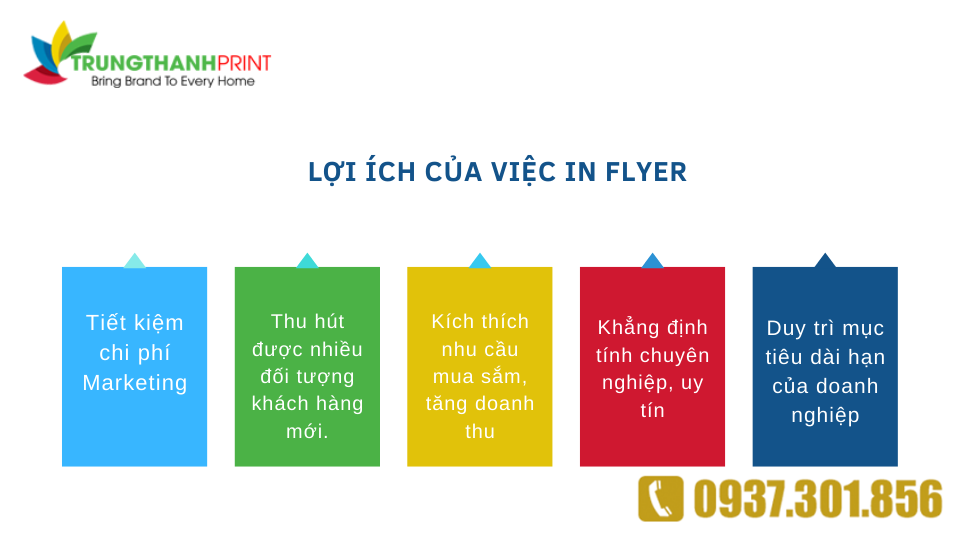 TRUNGTHANHPRINT
Bring Brand To Every Home
LỢI ÍCH CỦA VIỆC IN FLYER
Tiết kiệm
chi phí
Marketing
Thu hút
được nhiều
đối tượng
khách hàng
mới.
Kích thích
nhu cầu
mua sắm,
tăng doanh
thu
Khẳng định
tính chuyên
nghiệp, uy
tín
Duy trì mục
tiêu dài hạn
của doanh
nghiệp
0937.301.856